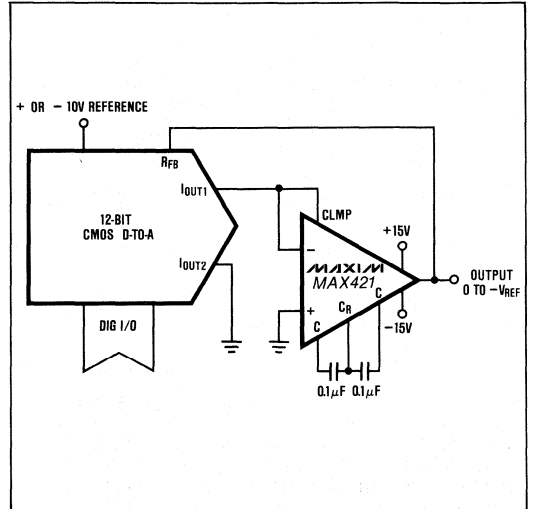 + OR - 10V REFERENCE
RFB
IOUT1
12-BIT
CMOS D-TO-A
IOUT2
DIG I/O
CLMP
+15V
-
MAXIM
MAX421
+
C
CR
C
-15V
OUTPUT
0 TO -VREF
0.1μF 0.1μF